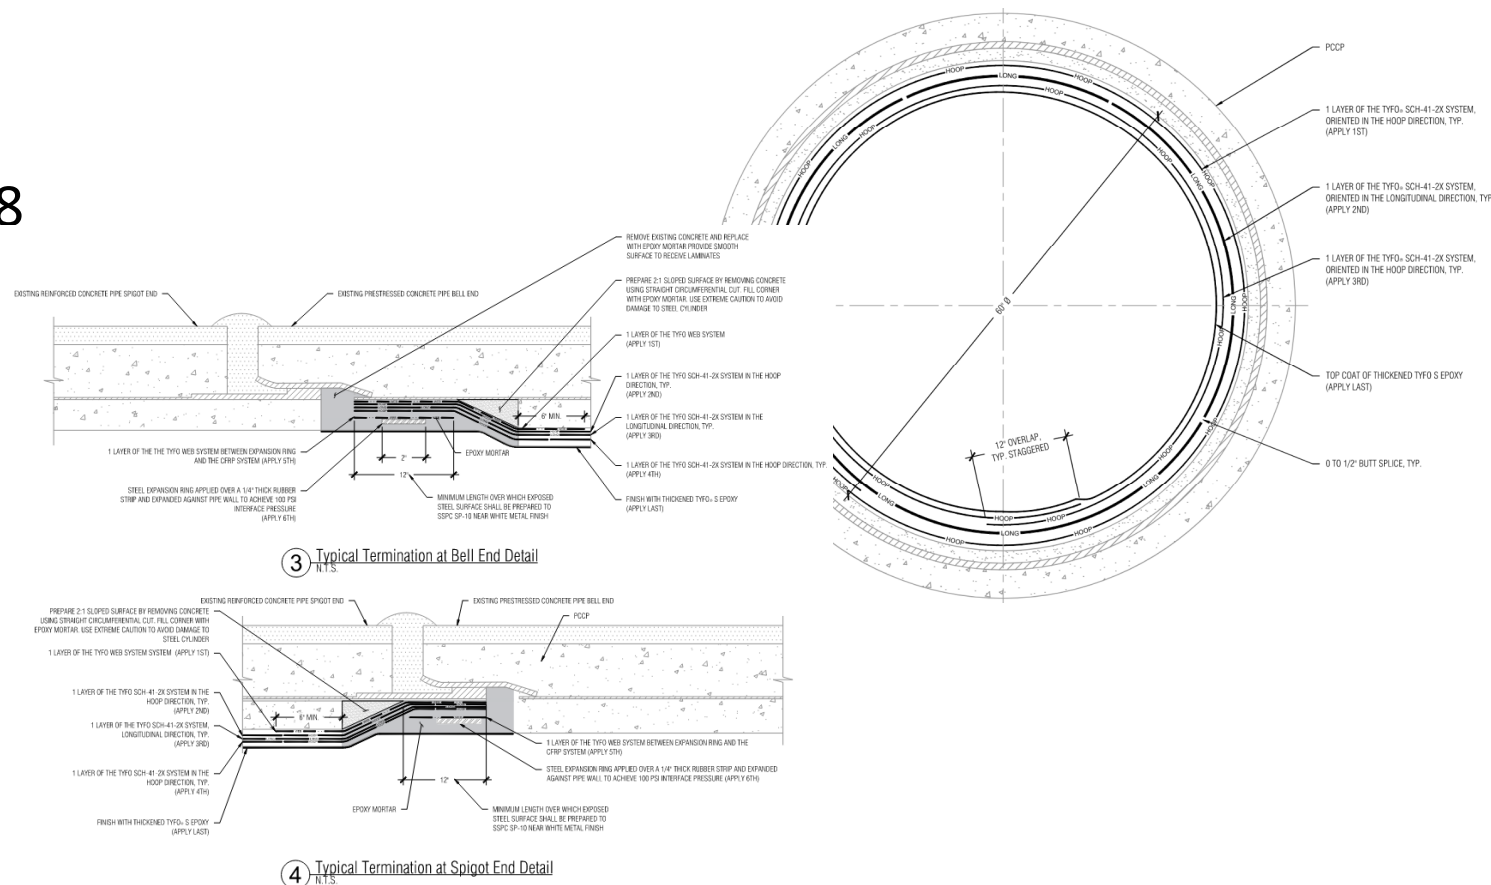 8
PCCP
1 LAYER OF THE TYFO® SCH-41-2X SYSTEM,
ORIENTED IN THE HOOP DIRECTION, TYP.
(APPLY 1ST)
1 LAYER OF THE TYFO® SCH-41-2X SYSTEM,
ORIENTED IN THE LONGITUDINAL DIRECTION, TYP
(APPLY 2ND)
1 LAYER OF THE TYFO® SCH-41-2X SYSTEM,
ORIENTED IN THE HOOP DIRECTION, TYP.
(APPLY 3RD)
TOP COAT OF THICKENED TYFO S EPOXY
(APPLY LAST)
0 TO 1/2" BUTT SPLICE, TYP.
HOOP
LONG
HOOP
HOOP
LONG
HOOP
HOOP
HOOP
LONG
LONG
HOOP
HOOP
60" Ø
12" OVERLAP,
TYP. STAGGERED
HOOP
LONG
HOOP
HOOP
HOOP
LONG
HOOP
LONG
HOOP
REMOVE EXISTING CONCRETE AND REPLACE
WITH EPOXY MORTAR PROVIDE SMOOTH
SURFACE TO RECEIVE LAMINATES
EXISTING REINFORCED CONCRETE PIPE SPIGOT END
EXISTING PRESTRESSED CONCRETE PIPE BELL END
PREPARE 2:1 SLOPED SURFACE BY REMOVING CONCRETE
USING STRAIGHT CIRCUMFERENTIAL CUT. FILL CORNER
WITH EPOXY MORTAR. USE EXTREME CAUTION TO AVOID
DAMAGE TO STEEL CYLINDER
1 LAYER OF THE TYFO WEB SYSTEM
(APPLY 1ST)
1 LAYER OF THE TYFO SCH-41-2X SYSTEM IN THE HOOP
DIRECTION, TYP.
(APPLY 2ND)
6" MIN.
1 LAYER OF THE TYFO SCH-41-2X SYSTEM IN THE
LONGITUDINAL DIRECTION, TYP.
(APPLY 3RD)
1 LAYER OF THE TYFO SCH-41-2X SYSTEM IN THE HOOP DIRECTION, TYP.
(APPLY 4TH)
1 LAYER OF THE THE TYFO WEB SYSTEM BETWEEN EXPANSION RING
AND THE CFRP SYSTEM (APPLY 5TH)
2"
EPOXY MORTAR
12"
STEEL EXPANSION RING APPLIED OVER A 1/4" THICK RUBBER
STRIP AND EXPANDED AGAINST PIPE WALL TO ACHIEVE 100 PSI
INTERFACE PRESSURE
(APPLY 6TH)
MINIMUM LENGTH OVER WHICH EXPOSED
STEEL SURFACE SHALL BE PREPARED TO
SSPC SP-10 NEAR WHITE METAL FINISH
FINISH WITH THICKENED TYFO® S EPOXY
(APPLY LAST)
3 Typical Termination at Bell End Detail
N.T.S.
EXISTING REINFORCED CONCRETE PIPE SPIGOT END
EXISTING PRESTRESSED CONCRETE PIPE BELL END
PCCP
PREPARE 2:1 SLOPED SURFACE BY REMOVING CONCRETE
USING STRAIGHT CIRCUMFERENTIAL CUT. FILL CORNER WITH
EPOXY MORTAR. USE EXTREME CAUTION TO AVOID DAMAGE TO
STEEL CYLINDER
1 LAYER OF THE TYFO WEB SYSTEM SYSTEM (APPLY 1ST)
1 LAYER OF THE TYFO SCH-41-2X SYSTEM IN THE
HOOP DIRECTION, TYP.
(APPLY 2ND)
6" MIN.
1 LAYER OF THE TYFO SCH-41-2X SYSTEM,
LONGITUDINAL DIRECTION, TYP.
(APPLY 3RD)
1 LAYER OF THE TYFO SCH-41-2X SYSTEM IN THE
HOOP DIRECTION, TYP.
(APPLY 4TH)
1 LAYER OF THE TYFO WEB SYSTEM BETWEEN EXPANSION RING AND THE
CFRP SYSTEM (APPLY 5TH)
STEEL EXPANSION RING APPLIED OVER A 1/4" THICK RUBBER STRIP AND EXPANDED
AGAINST PIPE WALL TO ACHIEVE 100 PSI INTERFACE PRESSURE (APPLY 6TH)
12"
EPOXY MORTAR
MINIMUM LENGTH OVER WHICH EXPOSED
STEEL SURFACE SHALL BE PREPARED TO
SSPC SP-10 NEAR WHITE METAL FINISH
FINISH WITH THICKENED TYFO® S EPOXY
(APPLY LAST)
4 Typical Termination at Spigot End Detail
N.T.S.